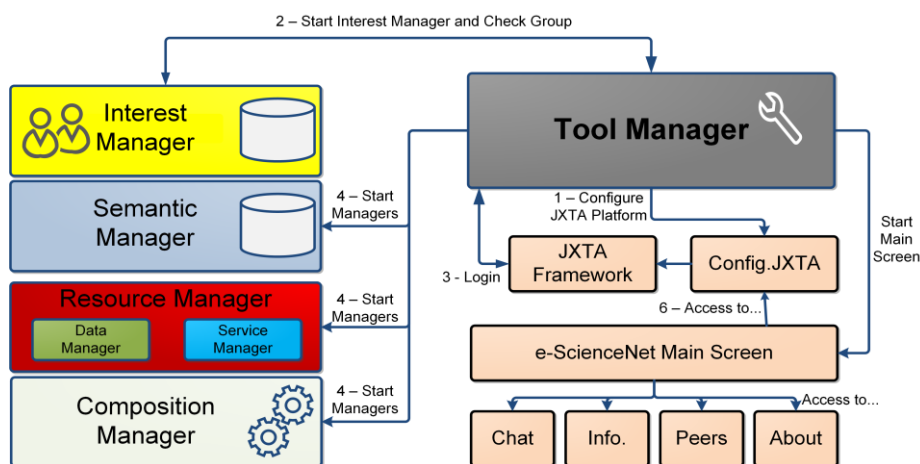 2 – Start Interest Manager and Check Group
Interest
Manager
Tool Manager
Semantic
Manager
4 – Start
Managers
1 – Configure
JXTA Platform
Start
Main
Screen
JXTA
Framework
Config.JXTA
3 - Login
Resource Manager
Data
Manager
Service
Manager
4 – Start
Managers
6 – Access to...
e-ScienceNet Main Screen
Composition
Manager
4 – Start
Managers
Access to...
Chat
Info.
Peers
About